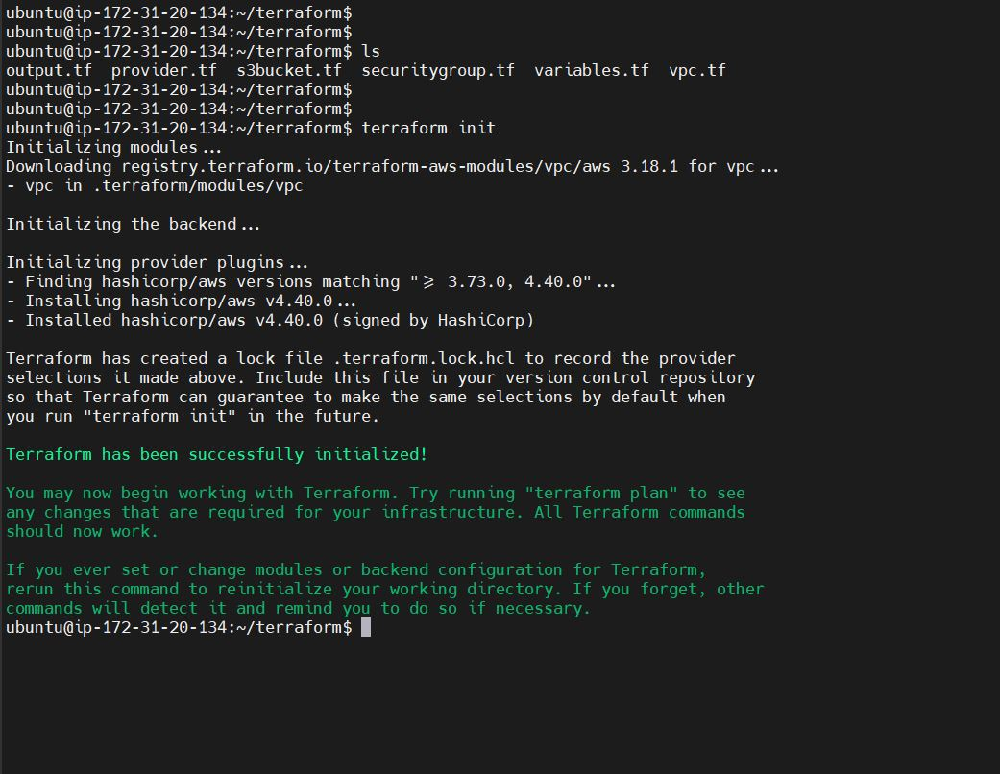 ubuntu@ip-172-31-20-134:~/terraform$
ubuntu@ip-172-31-20-134:~/terraform$
ubuntu@ip-172-31-20-134:~/terraform$ ls
output.tf  provider.tf  s3bucket.tf  securitygroup.tf  variables.tf  vpc.tf
ubuntu@ip-172-31-20-134:~/terraform$
ubuntu@ip-172-31-20-134:~/terraform$
ubuntu@ip-172-31-20-134:~/terraform$ terraform init
Initializing modules...
Downloading registry.terraform.io/terraform-aws-modules/vpc/aws 3.18.1 for vpc...
- vpc in .terraform/modules/vpc

Initializing the backend...

Initializing provider plugins...
- Finding hashicorp/aws versions matching "≥ 3.73.0, 4.40.0"...
- Installing hashicorp/aws v4.40.0...
- Installed hashicorp/aws v4.40.0 (signed by HashiCorp)

Terraform has created a lock file .terraform.lock.hcl to record the provider
selections it made above. Include this file in your version control repository
so that Terraform can guarantee to make the same selections by default when
you run "terraform init" in the future.

Terraform has been successfully initialized!

You may now begin working with Terraform. Try running "terraform plan" to see
any changes that are required for your infrastructure. All Terraform commands
should now work.

If you ever set or change modules or backend configuration for Terraform,
rerun this command to reinitialize your working directory. If you forget, other
commands will detect it and remind you to do so if necessary.
ubuntu@ip-172-31-20-134:~/terraform$